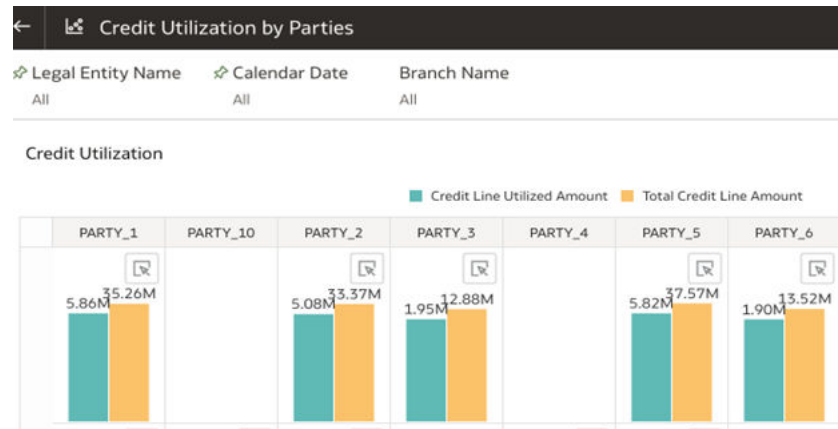 Credit Utilization by Parties
Legal Entity Name Calendar Date Branch Name
All All All
Credit Utilization
Credit Line Utilized Amount Total Credit Line Amount
PARTY_1 PARTY_10 PARTY_2 PARTY_3 PARTY_4 PARTY_5 PARTY_6
5.86M 35.26M 5.08M 33.37M 1.95M 12.88M 5.82M 37.57M 1.90M 13.52M